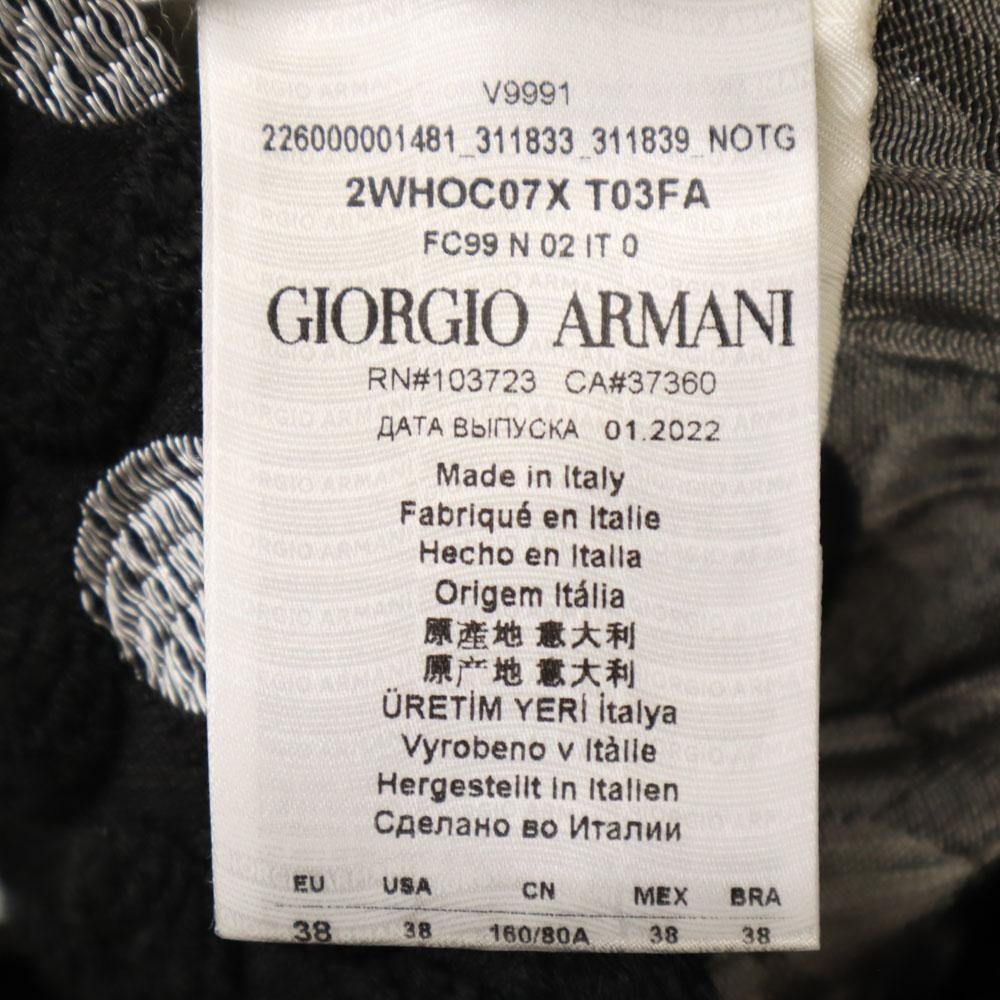 V9991
226000001481_311833_311839_NOTG
2WHOC07X T03FA
FC99 N 02 IT 0
GIORGIO ARMANI
RN#103723 CA#37360
ДАТА ВЫПУСКА 01.2022
Made in Italy
Fabriqué en Italie
Hecho en Italia
Origem Itália
原產地 意大利
原产地 意大利
ÜRETİM YERİ İtalya
Vyrobeno v Itàlie
Hergestellt in Italien
Сделано во Италии
EU USA CN MEX BRA
38 38 160/80A 38 38